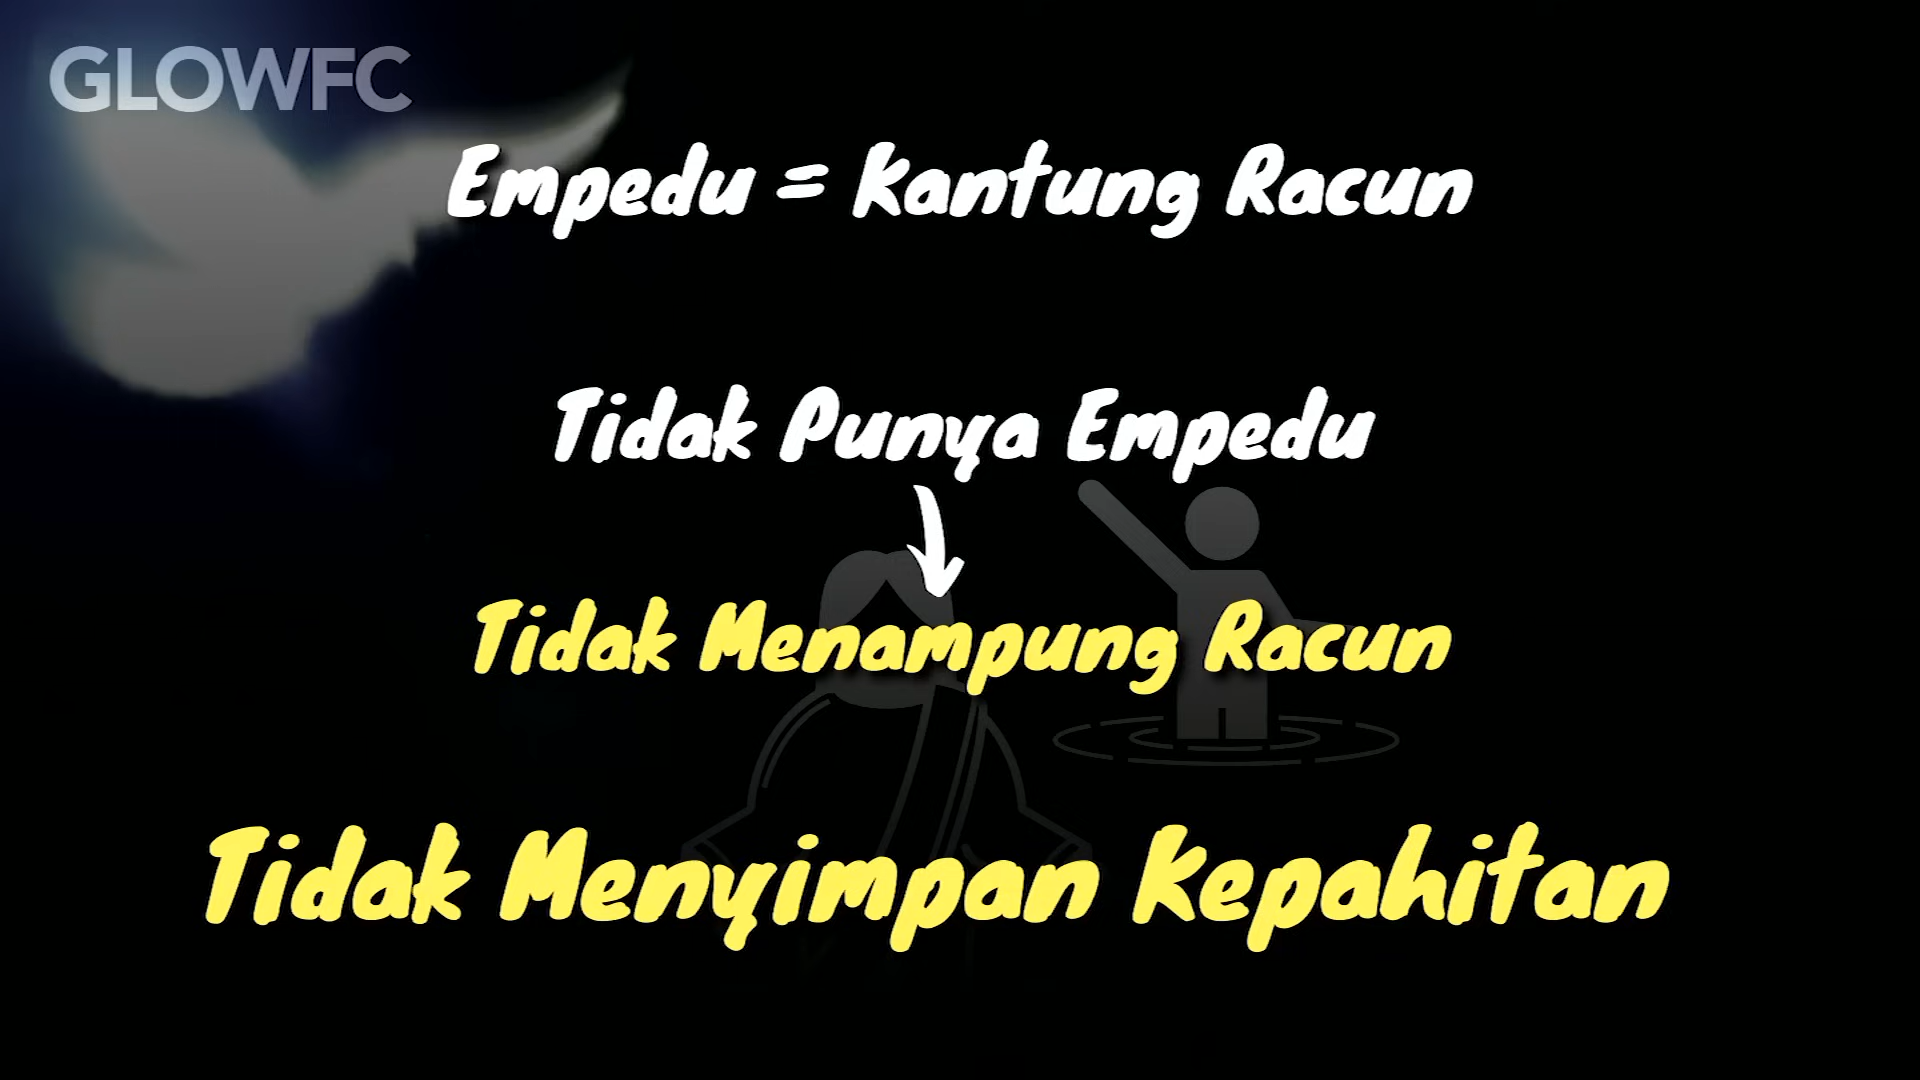 GLOWFC
Empedu = Kantung Racun
Tidak Punya Empedu
Tidak Menampung Racun
Tidak Menyimpan Kepahitan